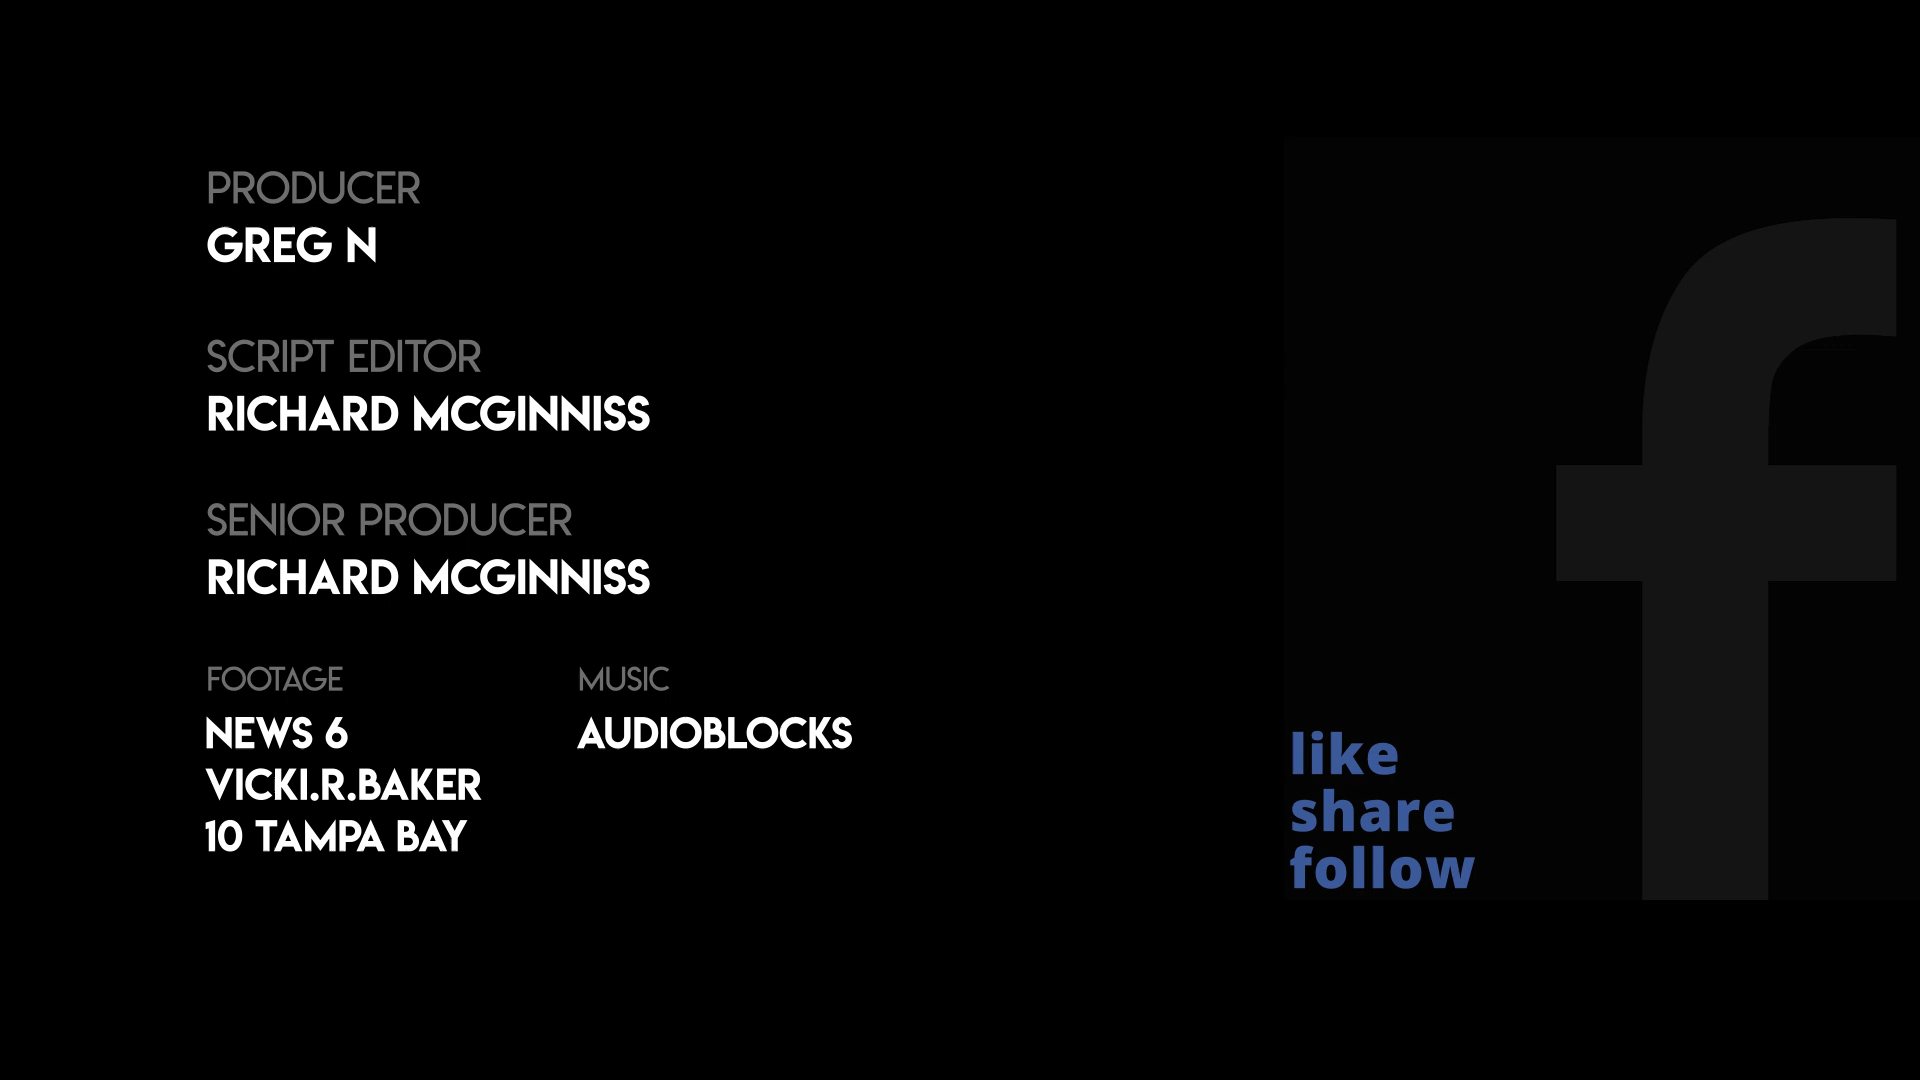 PRODUCER
GREG N
SCRIPT EDITOR
RICHARD MCGINNISS
SENIOR PRODUCER
RICHARD MCGINNISS
FOOTAGE
NEWS 6
VICKI.R.BAKER
10 TAMPA BAY
MUSIC
AUDIOBLOCKS
like
share
follow
f